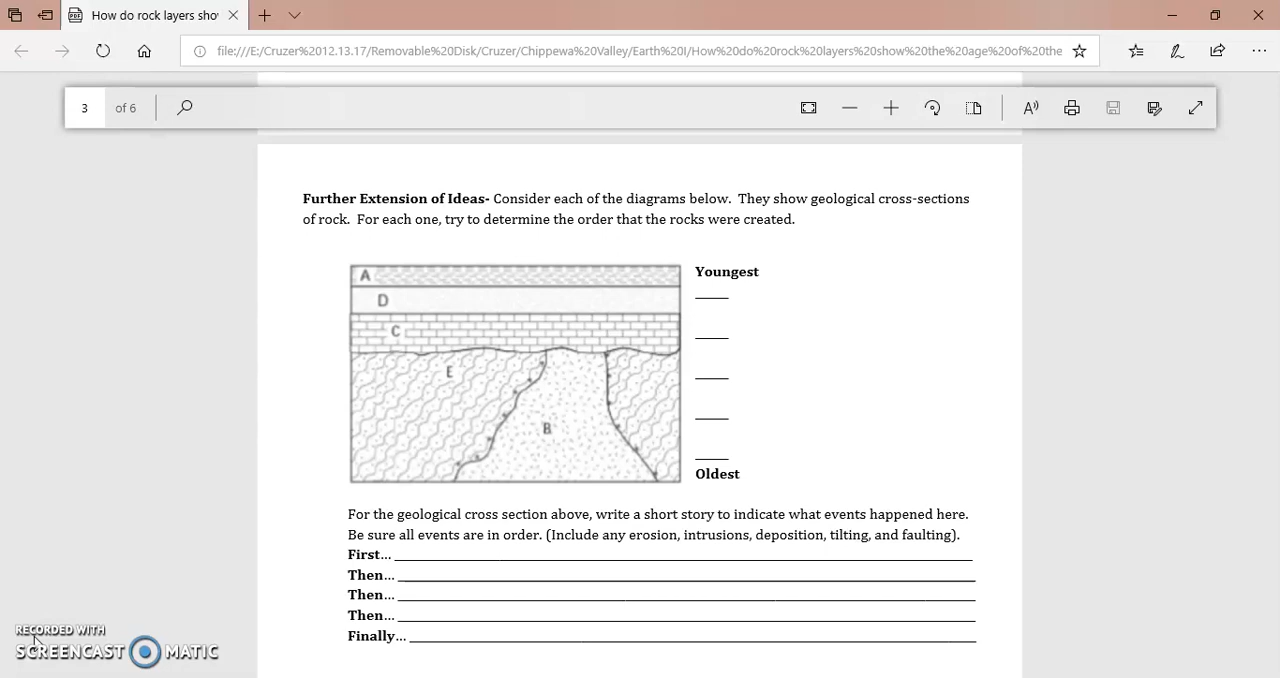 How do rock layers sho
file:///E:/Cruzer%2012.13.17/Removable%20Disk/Cruzer/Chippewa%20Valley/Earth%20I/How%20do%20rock%20layers%20show%20the%20age%20of%20the
3 of 6
Further Extension of Ideas- Consider each of the diagrams below. They show geological cross-sections
of rock. For each one, try to determine the order that the rocks were created.
A
D
C
E
B
Youngest
Oldest
For the geological cross section above, write a short story to indicate what events happened here.
Be sure all events are in order. (Include any erosion, intrusions, deposition, tilting, and faulting).
First...
Then...
Then...
Then...
Finally...
RECORDED WITH
SCREENCAST MATIC